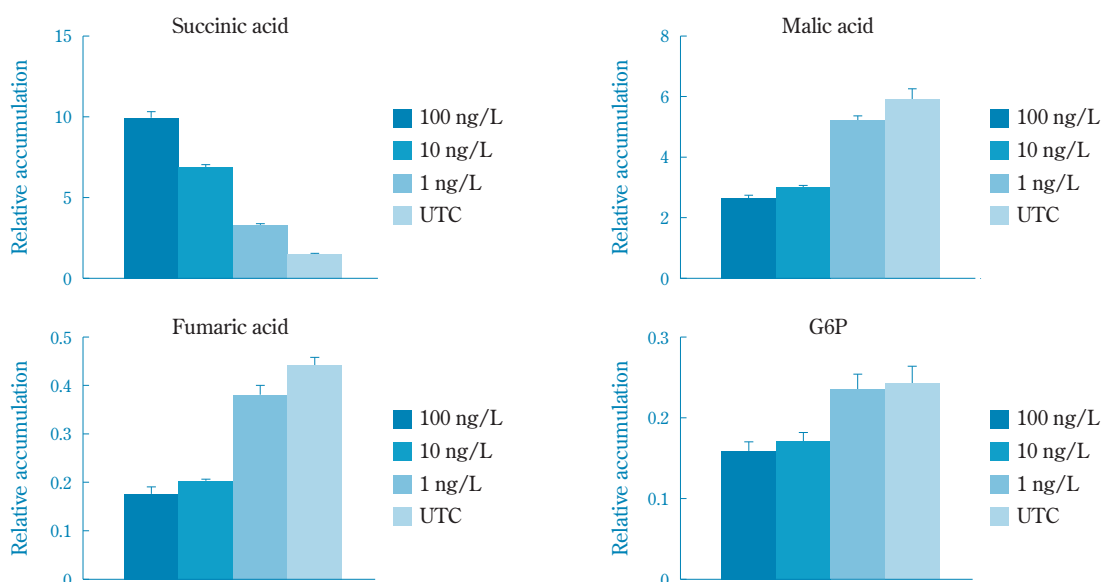 Succinic acid
Relative accumulation
15
10
5
0
100 ng/L
10 ng/L
1 ng/L
UTC
Malic acid
Relative accumulation
8
6
4
2
0
100 ng/L
10 ng/L
1 ng/L
UTC
Fumaric acid
Relative accumulation
0.5
0.4
0.3
0.2
0.1
0
100 ng/L
10 ng/L
1 ng/L
UTC
G6P
Relative accumulation
0.3
0.2
0.1
0
100 ng/L
10 ng/L
1 ng/L
UTC